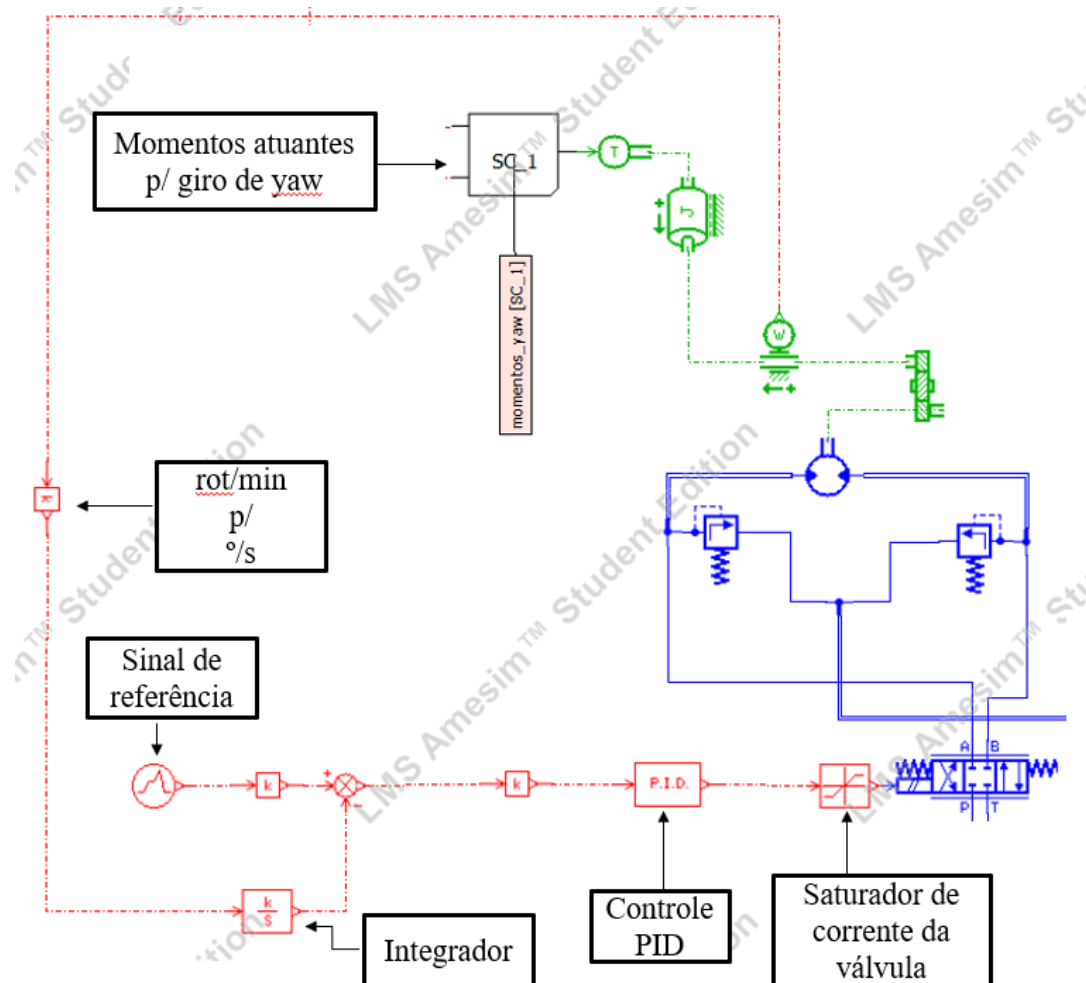 LMS Amesim™ Student Edition
Momentos atuantes
p/ giro de yaw
SC_1
T
J
momentos_yaw [SC_1]
W
k
rot/min
p/
º/s
Sinal de
referência
k
+
-
k
P.I.D.
A B
P T
k
S
Integrador
Controle
PID
Saturador de
corrente da
válvula